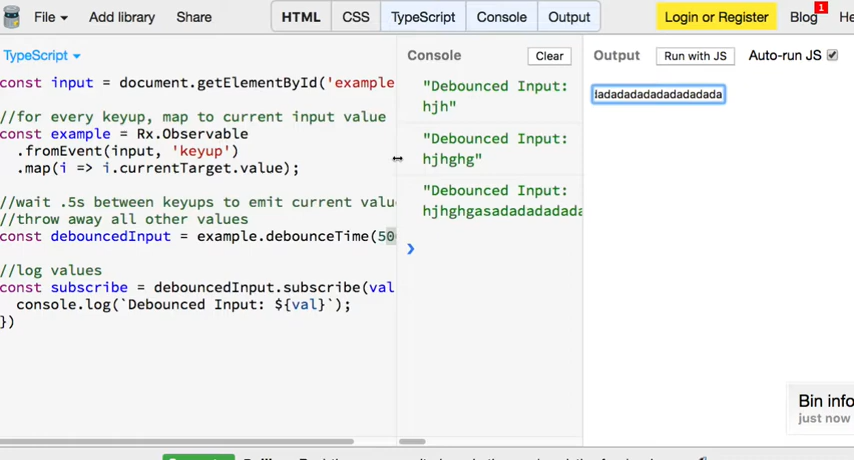 File Add library Share HTML CSS TypeScript Console Output Login or Register Blog 1
TypeScript
const input = document.getElementById('example
//for every keyup, map to current input value
const example = Rx.Observable
.fromEvent(input, 'keyup')
.map(i => i.currentTarget.value);
//wait .5s between keyups to emit current valu
//throw away all other values
const debouncedInput = example.debounceTime(50
//log values
const subscribe = debouncedInput.subscribe(val
console.log(`Debounced Input: ${val}`);
})
Console Clear
"Debounced Input:
hjh"
"Debounced Input:
hjhghg"
"Debounced Input:
hjhghgasadadadadada
Output Run with JS Auto-run JS
dadadadadadadadadada
Bin info
just now